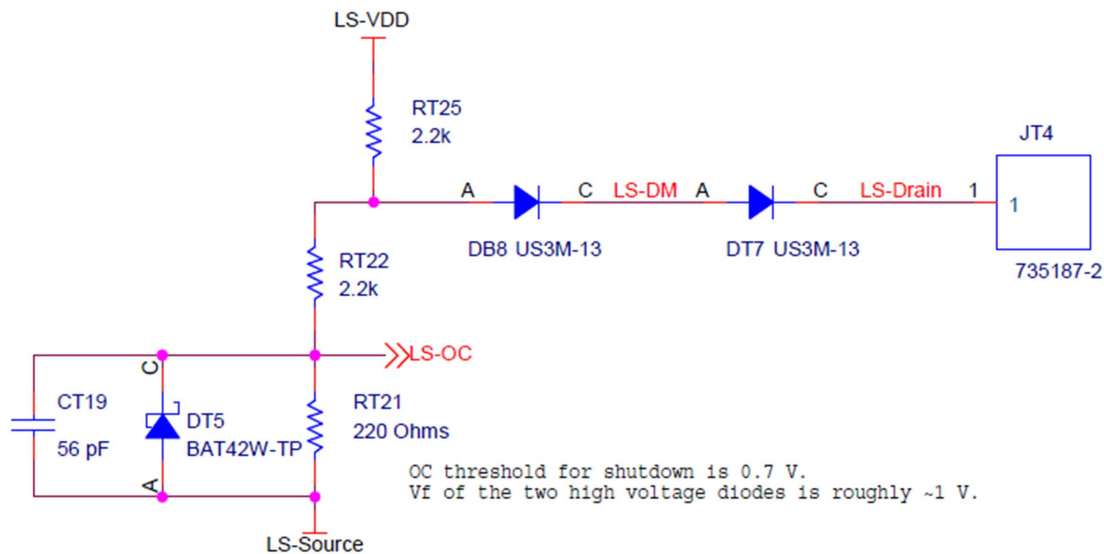 LS-VDD
RT25
2.2k
JT4
A
C
LS-DM
A
C
LS-Drain
1
1
DB8 US3M-13
DT7 US3M-13
735187-2
RT22
2.2k
LS-OC
C
CT19
56 pF
DT5
BAT42W-TP
RT21
220 Ohms
A
OC threshold for shutdown is 0.7 V.
Vf of the two high voltage diodes is roughly ~1 V.
LS-Source